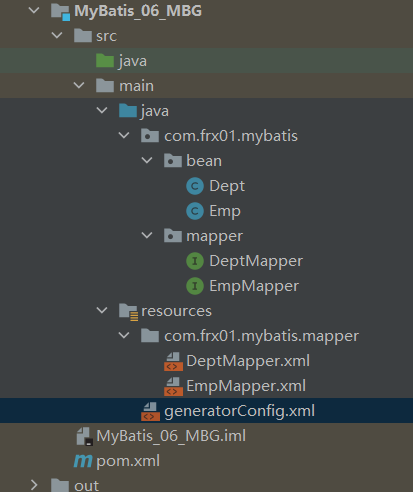 MyBatis_06_MBG
src
java
main
java
com.frx01.mybatis
bean
C Dept
C Emp
mapper
I DeptMapper
I EmpMapper
resources
com.frx01.mybatis.mapper
DeptMapper.xml
EmpMapper.xml
generatorConfig.xml
MyBatis_06_MBG.iml
m pom.xml
out